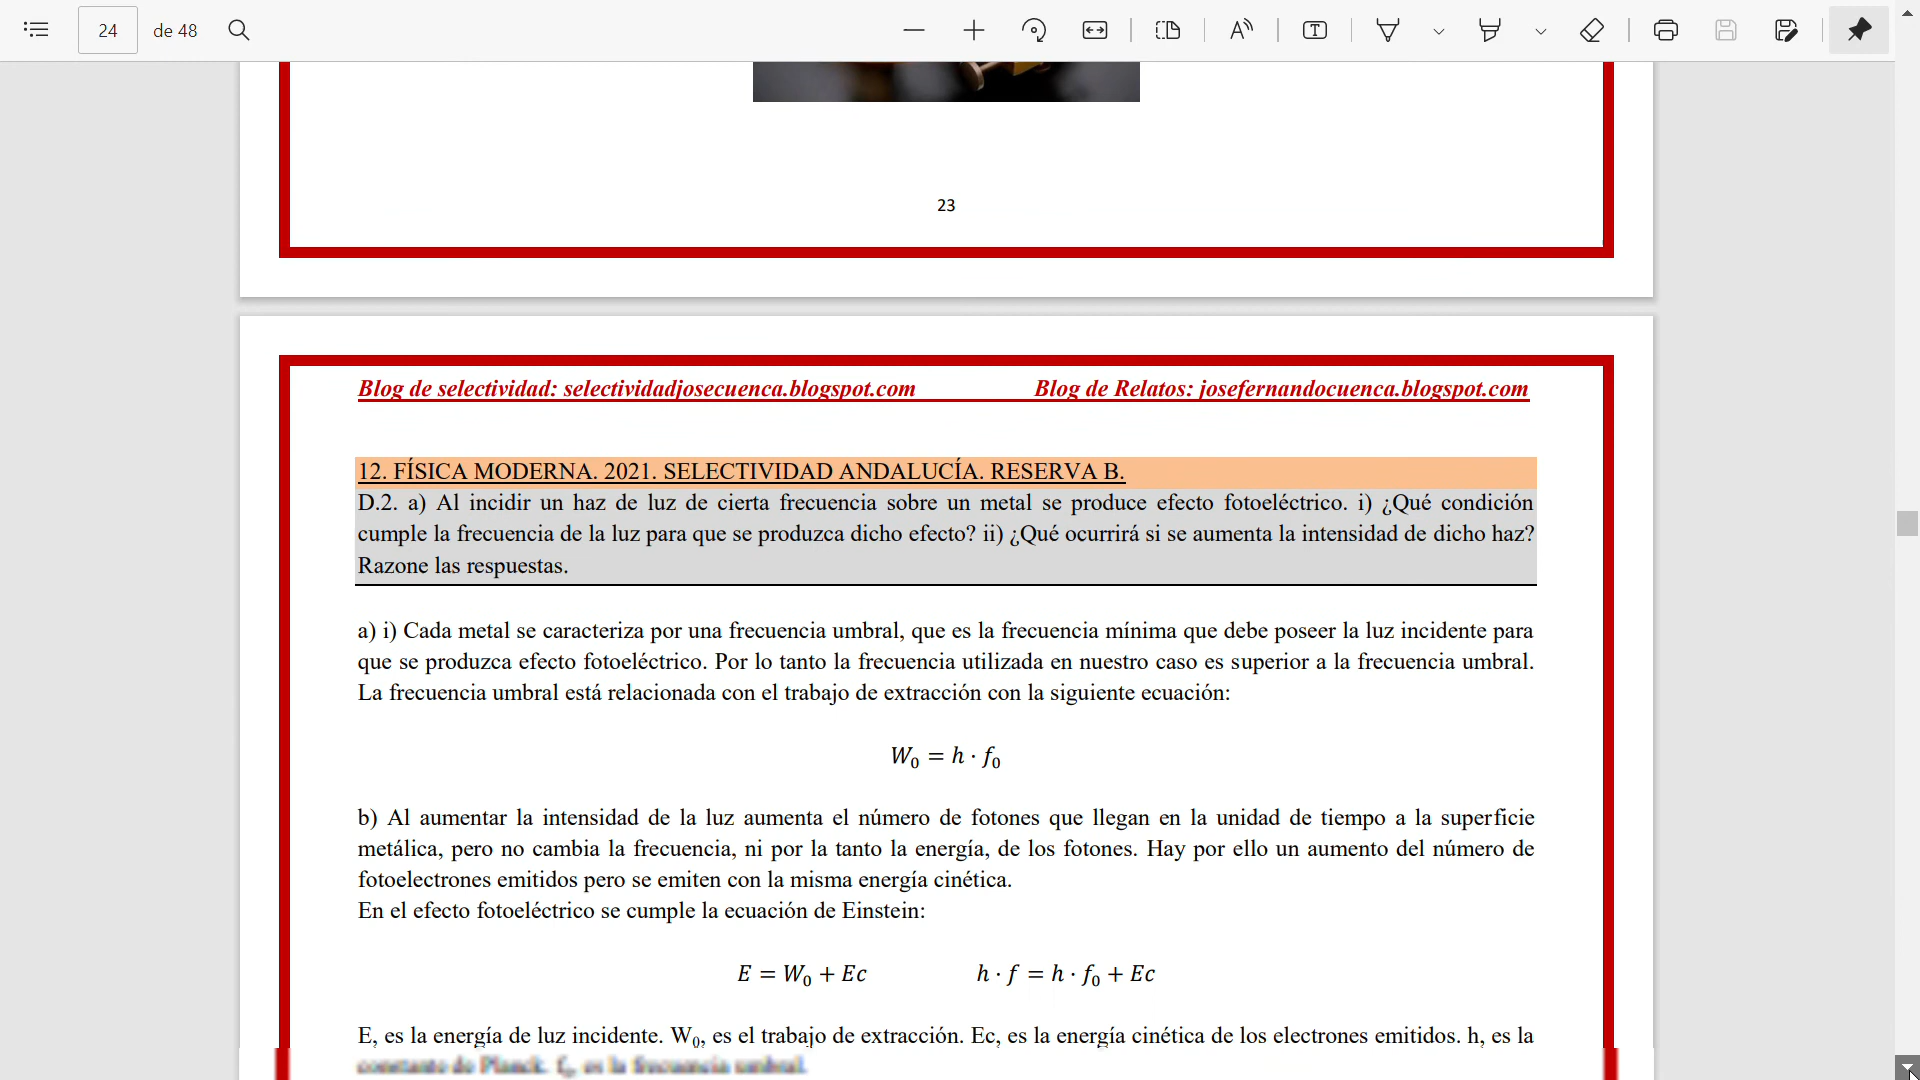 24 de 48
23
Blog de selectividad: selectividadjosecuenca.blogspot.com Blog de Relatos: josefernandocuenca.blogspot.com
12. FÍSICA MODERNA. 2021. SELECTIVIDAD ANDALUCÍA. RESERVA B.
D.2. a) Al incidir un haz de luz de cierta frecuencia sobre un metal se produce efecto fotoeléctrico. i) ¿Qué condición
cumple la frecuencia de la luz para que se produzca dicho efecto? ii) ¿Qué ocurrirá si se aumenta la intensidad de dicho haz?
Razone las respuestas.
a) i) Cada metal se caracteriza por una frecuencia umbral, que es la frecuencia mínima que debe poseer la luz incidente para
que se produzca efecto fotoeléctrico. Por lo tanto la frecuencia utilizada en nuestro caso es superior a la frecuencia umbral.
La frecuencia umbral está relacionada con el trabajo de extracción con la siguiente ecuación:
W₀ = h · f₀
b) Al aumentar la intensidad de la luz aumenta el número de fotones que llegan en la unidad de tiempo a la superficie
metálica, pero no cambia la frecuencia, ni por la tanto la energía, de los fotones. Hay por ello un aumento del número de
fotoelectrones emitidos pero se emiten con la misma energía cinética.
En el efecto fotoeléctrico se cumple la ecuación de Einstein:
E = W₀ + Ec h · f = h · f₀ + Ec
E, es la energía de luz incidente. W₀, es el trabajo de extracción. Ec, es la energía cinética de los electrones emitidos. h, es la
constante de Planck. f₀, es la frecuencia umbral.